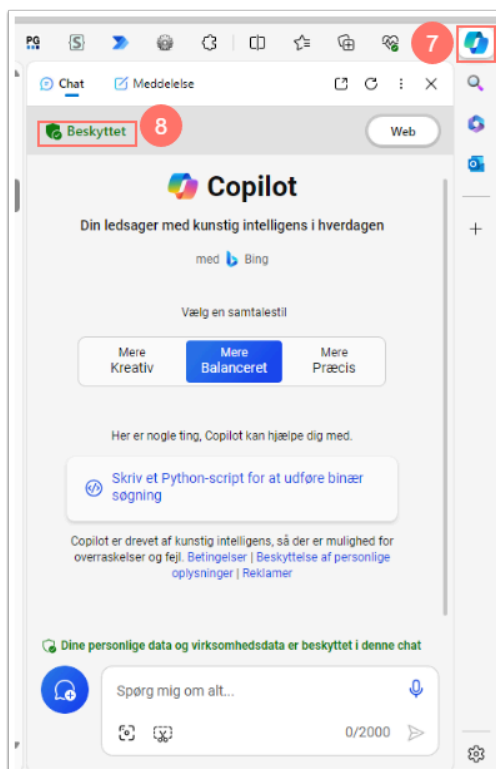 PG
7
Chat
Meddelelse
Beskyttet
8
Web
Copilot
Din ledsager med kunstig intelligens i hverdagen
med Bing
Vælg en samtalestil
Mere
Kreativ
Mere
Balanceret
Mere
Præcis
Her er nogle ting, Copilot kan hjælpe dig med.
Skriv et Python-script for at udføre binær
søgning
Copilot er drevet af kunstig intelligens, så der er mulighed for
overraskelser og fejl. Betingelser | Beskyttelse af personlige
oplysninger | Reklamer
Dine personlige data og virksomhedsdata er beskyttet i denne chat
Spørg mig om alt...
0/2000